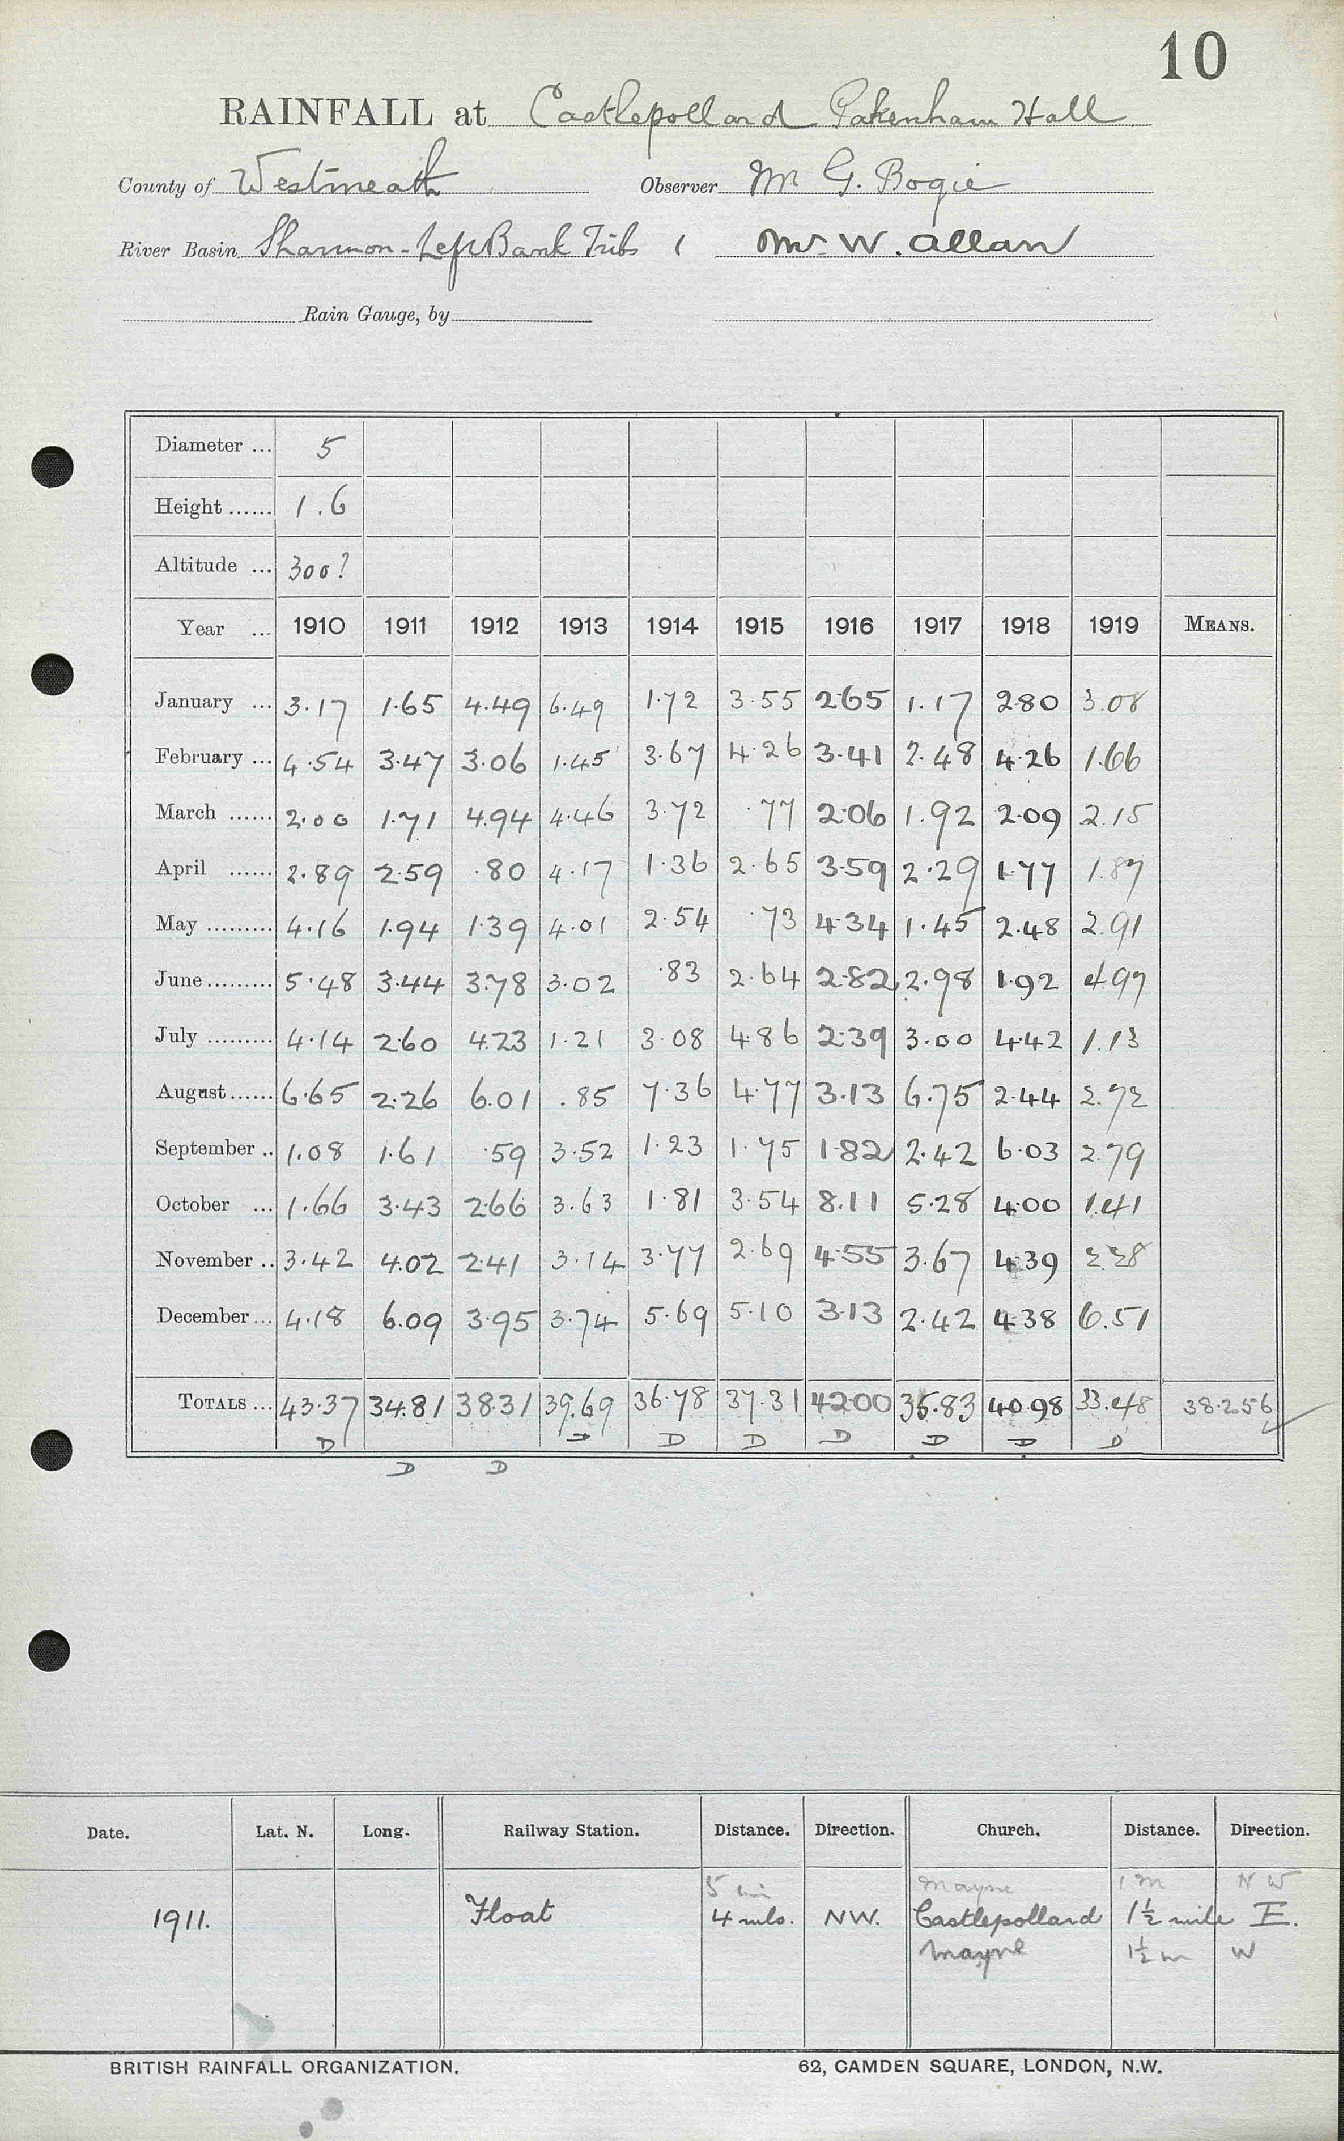 10
RAINFALL at Castlepollard Pakenham Hall
County of Westmeath Observer Mr G. Bogie
River Basin Shannon - Left Bank Tribs ( Mr. W. Allan
Rain Gauge, by
Diameter ... 5
Height ...... 1.6
Altitude ... 300?
Year ... 1910 1911 1912 1913 1914 1915 1916 1917 1918 1919 MEANS.
January ... 3.17 1.65 4.49 6.49 1.72 3.55 2.65 1.17 2.80 3.08
February ... 4.54 3.47 3.06 1.45 3.67 4.26 3.41 2.48 4.26 1.66
March ...... 2.00 1.71 4.94 4.46 3.72 .77 2.06 1.92 2.09 2.15
April ...... 2.89 2.59 .80 4.17 1.36 2.65 3.59 2.29 1.77 1.87
May ......... 4.16 1.94 1.39 4.01 2.54 .73 4.34 1.45 2.48 2.91
June ......... 5.48 3.44 3.78 3.02 .83 2.64 2.82 2.98 1.92 4.97
July ......... 4.14 2.60 4.23 1.21 3.08 4.86 2.39 3.00 4.42 1.13
August ...... 6.65 2.26 6.01 .85 7.36 4.77 3.13 6.75 2.44 2.72
September .. 1.08 1.61 .59 3.52 1.23 1.75 1.82 2.42 6.03 2.79
October ... 1.66 3.43 2.66 3.63 1.81 3.54 8.11 5.28 4.00 1.41
November .. 3.42 4.02 2.41 3.14 3.77 2.69 4.55 3.67 4.39 2.28
December ... 4.18 6.09 3.95 3.74 5.69 5.10 3.13 2.42 4.38 6.51
TOTALS ... 43.37 34.81 38.31 39.69 36.78 37.31 42.00 35.83 40.98 33.48 38.256
D D D D D D D D
D D
Date. Lat. N. Long. Railway Station. Distance. Direction. Church. Distance. Direction.
5 Mayne 1 m N W
1911. Float 4 mls. NW. Castlepollard 1½ mile E.
Mayne 1½ m W
BRITISH RAINFALL ORGANIZATION. 62, CAMDEN SQUARE, LONDON, N.W.